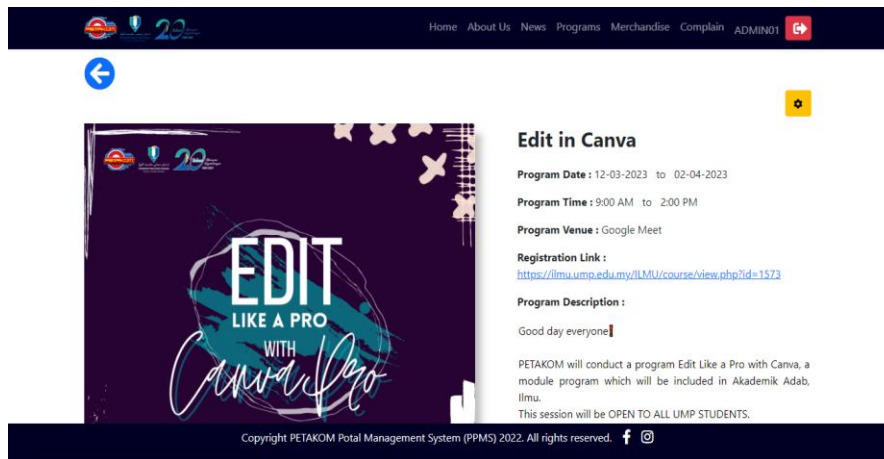 Home About Us News Programs Merchandise Complain ADMIN01
PETAKOM
20
Edit in Canva
Program Date : 12-03-2023 to 02-04-2023
Program Time : 9:00 AM to 2:00 PM
Program Venue : Google Meet
Registration Link :
https://ilmu.ump.edu.my/ILMU/course/view.php?id=1573
Program Description :
Good day everyone
PETAKOM will conduct a program Edit Like a Pro with Canva, a
module program which will be included in Akademik Adab,
Ilmu.
This session will be OPEN TO ALL UMP STUDENTS.
PETAKOM
20
EDIT
LIKE A PRO
WITH
Canva Pro
Copyright PETAKOM Potal Management System (PPMS) 2022. All rights reserved.